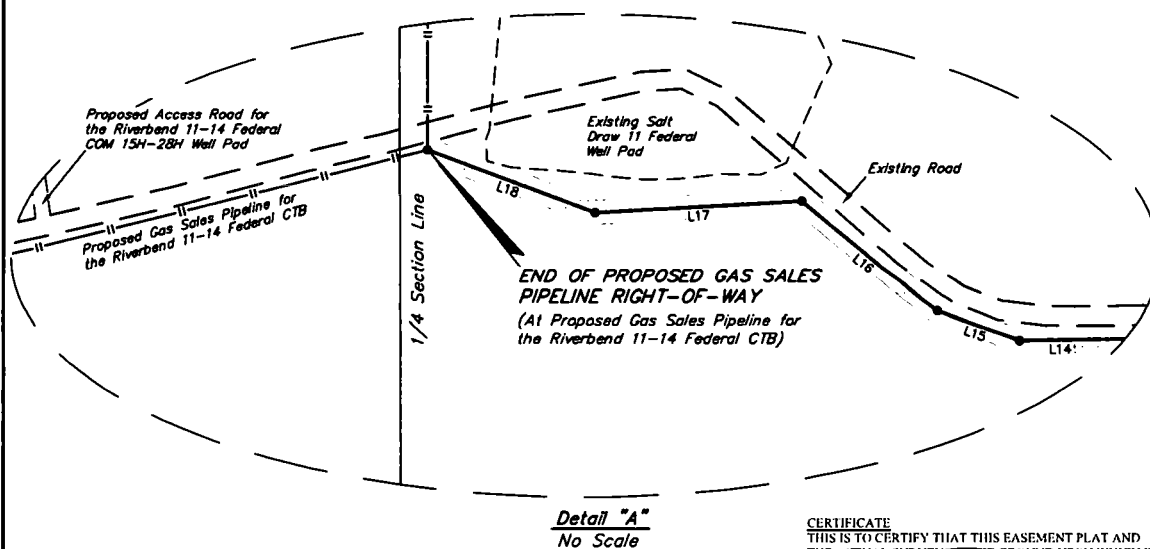 Proposed Access Road for
the Riverbend 11-14 Federal
COM 15H-28H Well Pad
Existing Salt
Draw 11 Federal
Well Pad
Existing Road
Proposed Gas Sales Pipeline for
the Riverbend 11-14 Federal CTB
1/4 Section Line
L18
L17
L16
L15
L14
END OF PROPOSED GAS SALES
PIPELINE RIGHT-OF-WAY
(At Proposed Gas Sales Pipeline for
the Riverbend 11-14 Federal CTB)
Detail "A"
No Scale
CERTIFICATE
THIS IS TO CERTIFY THAT THIS EASEMENT PLAT AND